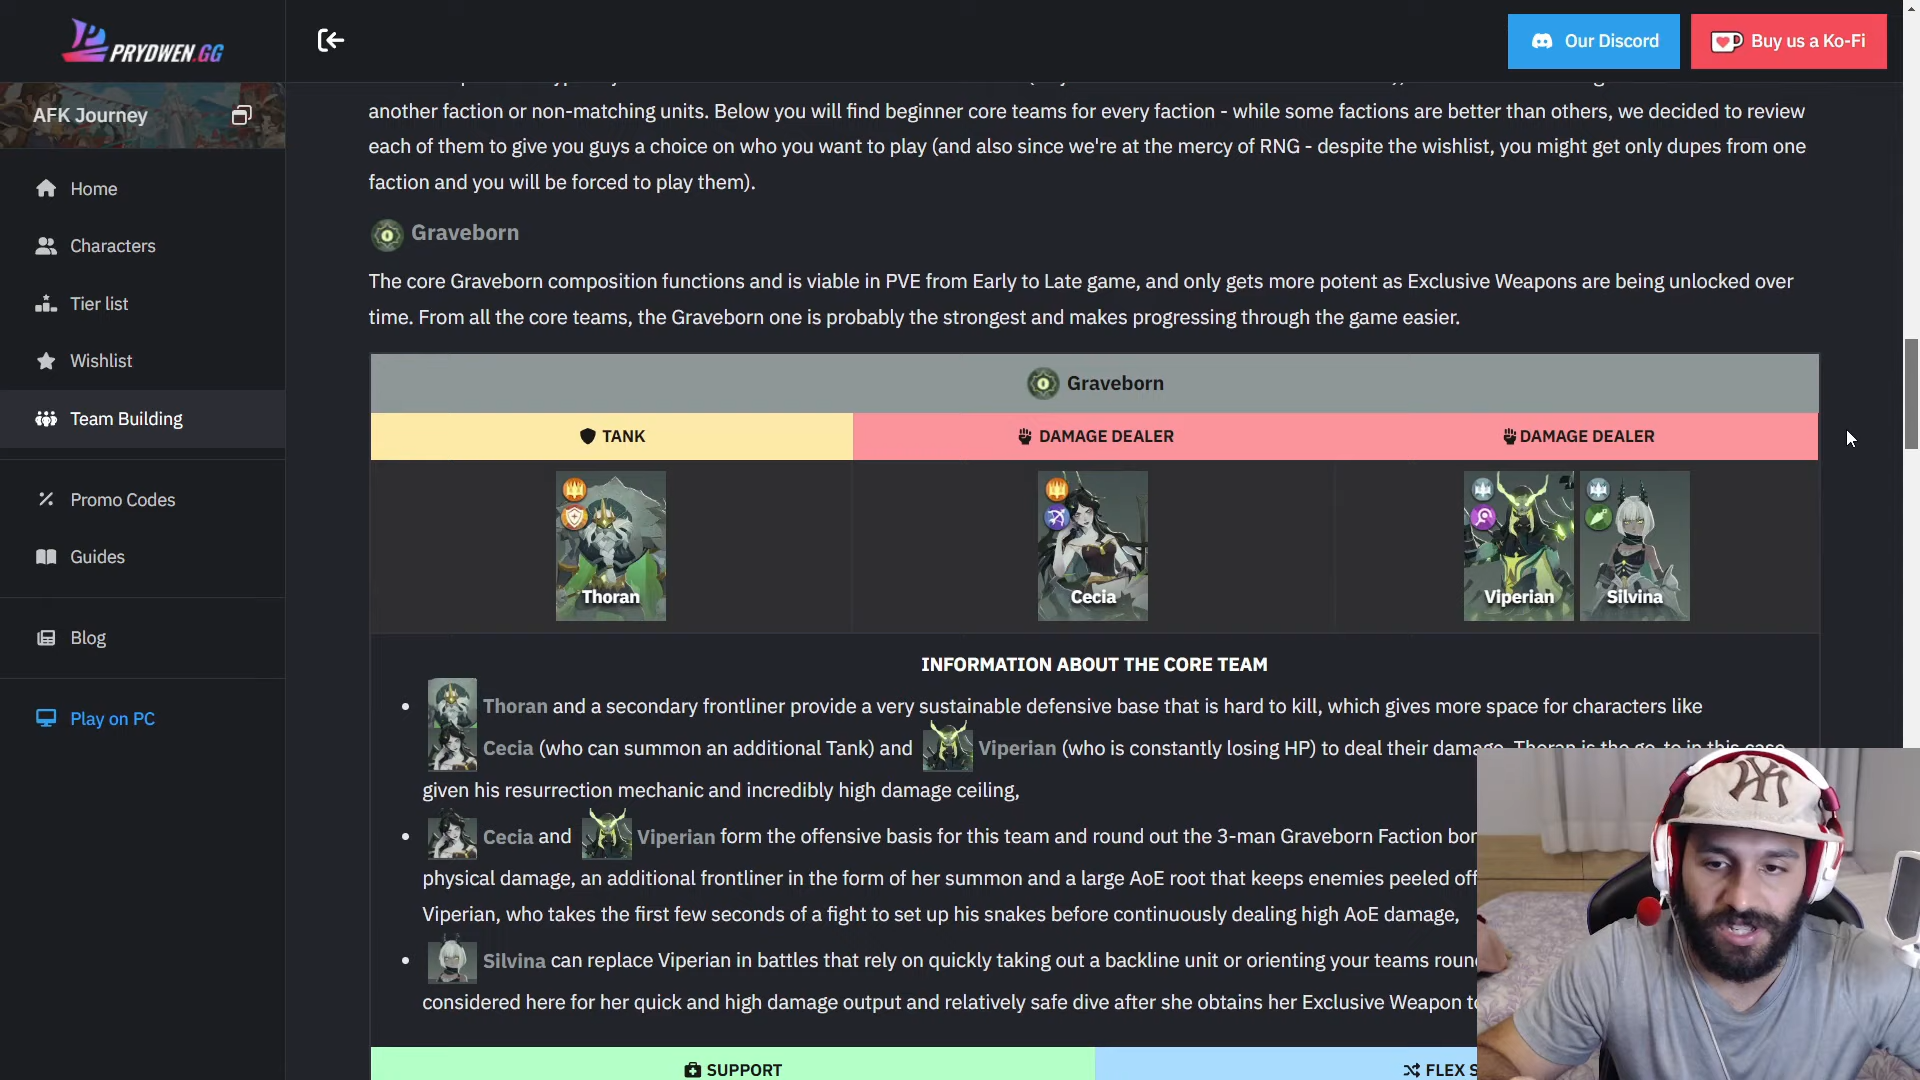 PRYDWEN.GG
Our Discord
Buy us a Ko-Fi
AFK Journey
Home
Characters
Tier list
Wishlist
Team Building
Promo Codes
Guides
Blog
Play on PC
another faction or non-matching units. Below you will find beginner core teams for every faction - while some factions are better than others, we decided to review
each of them to give you guys a choice on who you want to play (and also since we're at the mercy of RNG - despite the wishlist, you might get only dupes from one
faction and you will be forced to play them).
Graveborn
The core Graveborn composition functions and is viable in PVE from Early to Late game, and only gets more potent as Exclusive Weapons are being unlocked over
time. From all the core teams, the Graveborn one is probably the strongest and makes progressing through the game easier.
Graveborn
TANK
DAMAGE DEALER
DAMAGE DEALER
Thoran
Cecia
Viperian
Silvina
INFORMATION ABOUT THE CORE TEAM
Thoran and a secondary frontliner provide a very sustainable defensive base that is hard to kill, which gives more space for characters like
Cecia (who can summon an additional Tank) and Viperian (who is constantly losing HP) to deal their damage. Thoran is the go-to in this case
given his resurrection mechanic and incredibly high damage ceiling,
Cecia and Viperian form the offensive basis for this team and round out the 3-man Graveborn Faction
physical damage, an additional frontliner in the form of her summon and a large AoE root that keeps enemies peeled off
Viperian, who takes the first few seconds of a fight to set up his snakes before continuously dealing high AoE damage,
Silvina can replace Viperian in battles that rely on quickly taking out a backline unit or orienting your teams
considered here for her quick and high damage output and relatively safe dive after she obtains her Exclusive Weapon
SUPPORT
FLEX